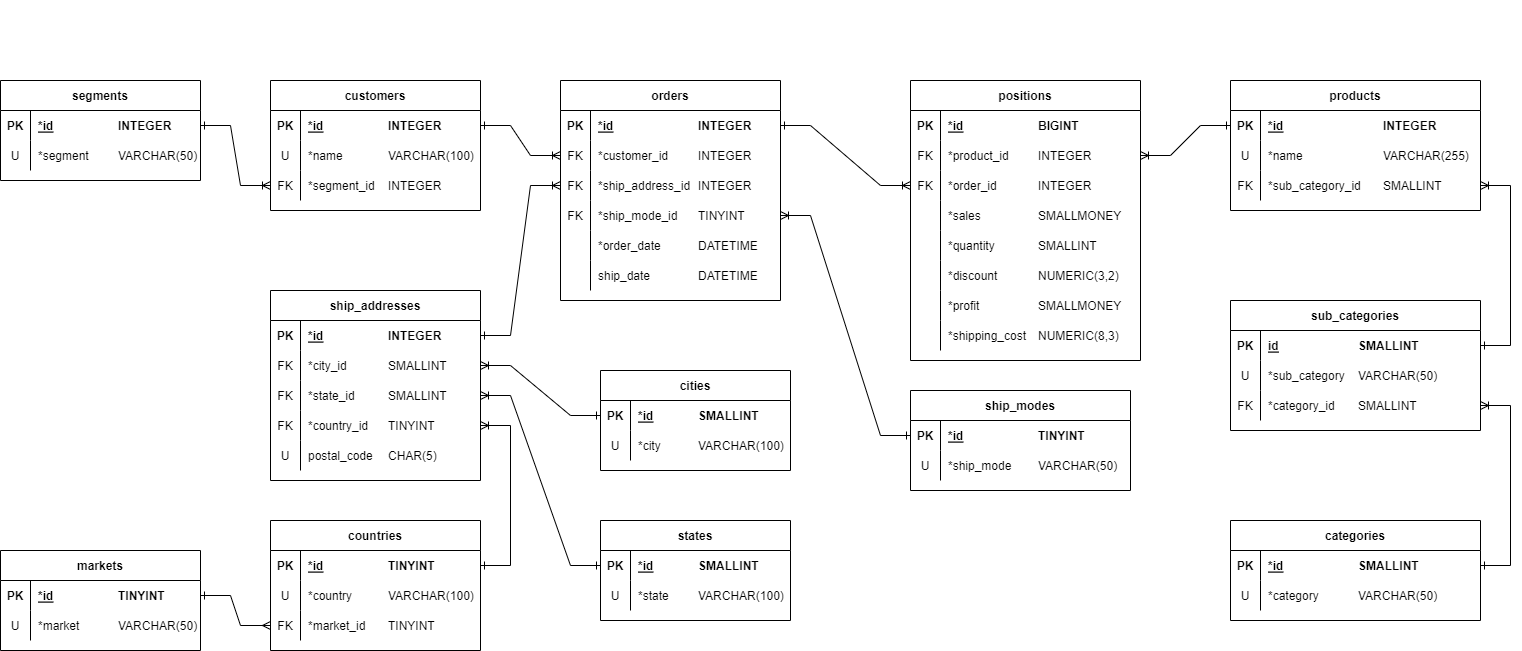 segments
PK *id INTEGER
U *segment VARCHAR(50)
customers
PK *id INTEGER
U *name VARCHAR(100)
FK *segment_id INTEGER
orders
PK *id INTEGER
FK *customer_id INTEGER
FK *ship_address_id INTEGER
FK *ship_mode_id TINYINT
*order_date DATETIME
ship_date DATETIME
positions
PK *id BIGINT
FK *product_id INTEGER
FK *order_id INTEGER
*sales SMALLMONEY
*quantity SMALLINT
*discount NUMERIC(3,2)
*profit SMALLMONEY
*shipping_cost NUMERIC(8,3)
products
PK *id INTEGER
U *name VARCHAR(255)
FK *sub_category_id SMALLINT
ship_addresses
PK *id INTEGER
FK *city_id SMALLINT
FK *state_id SMALLINT
FK *country_id TINYINT
U postal_code CHAR(5)
cities
PK *id SMALLINT
U *city VARCHAR(100)
ship_modes
PK *id TINYINT
U *ship_mode VARCHAR(50)
sub_categories
PK id SMALLINT
U *sub_category VARCHAR(50)
FK *category_id SMALLINT
markets
PK *id TINYINT
U *market VARCHAR(50)
countries
PK *id TINYINT
U *country VARCHAR(100)
FK *market_id TINYINT
states
PK *id SMALLINT
U *state VARCHAR(100)
categories
PK *id SMALLINT
U *category VARCHAR(50)